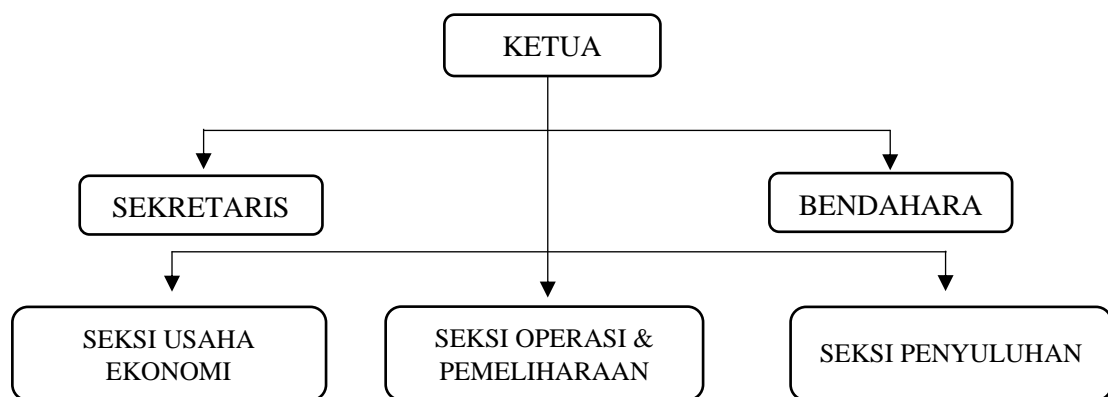 KETUA
SEKRETARIS
BENDAHARA
SEKSI USAHA
EKONOMI
SEKSI OPERASI &
PEMELIHARAAN
SEKSI PENYULUHAN